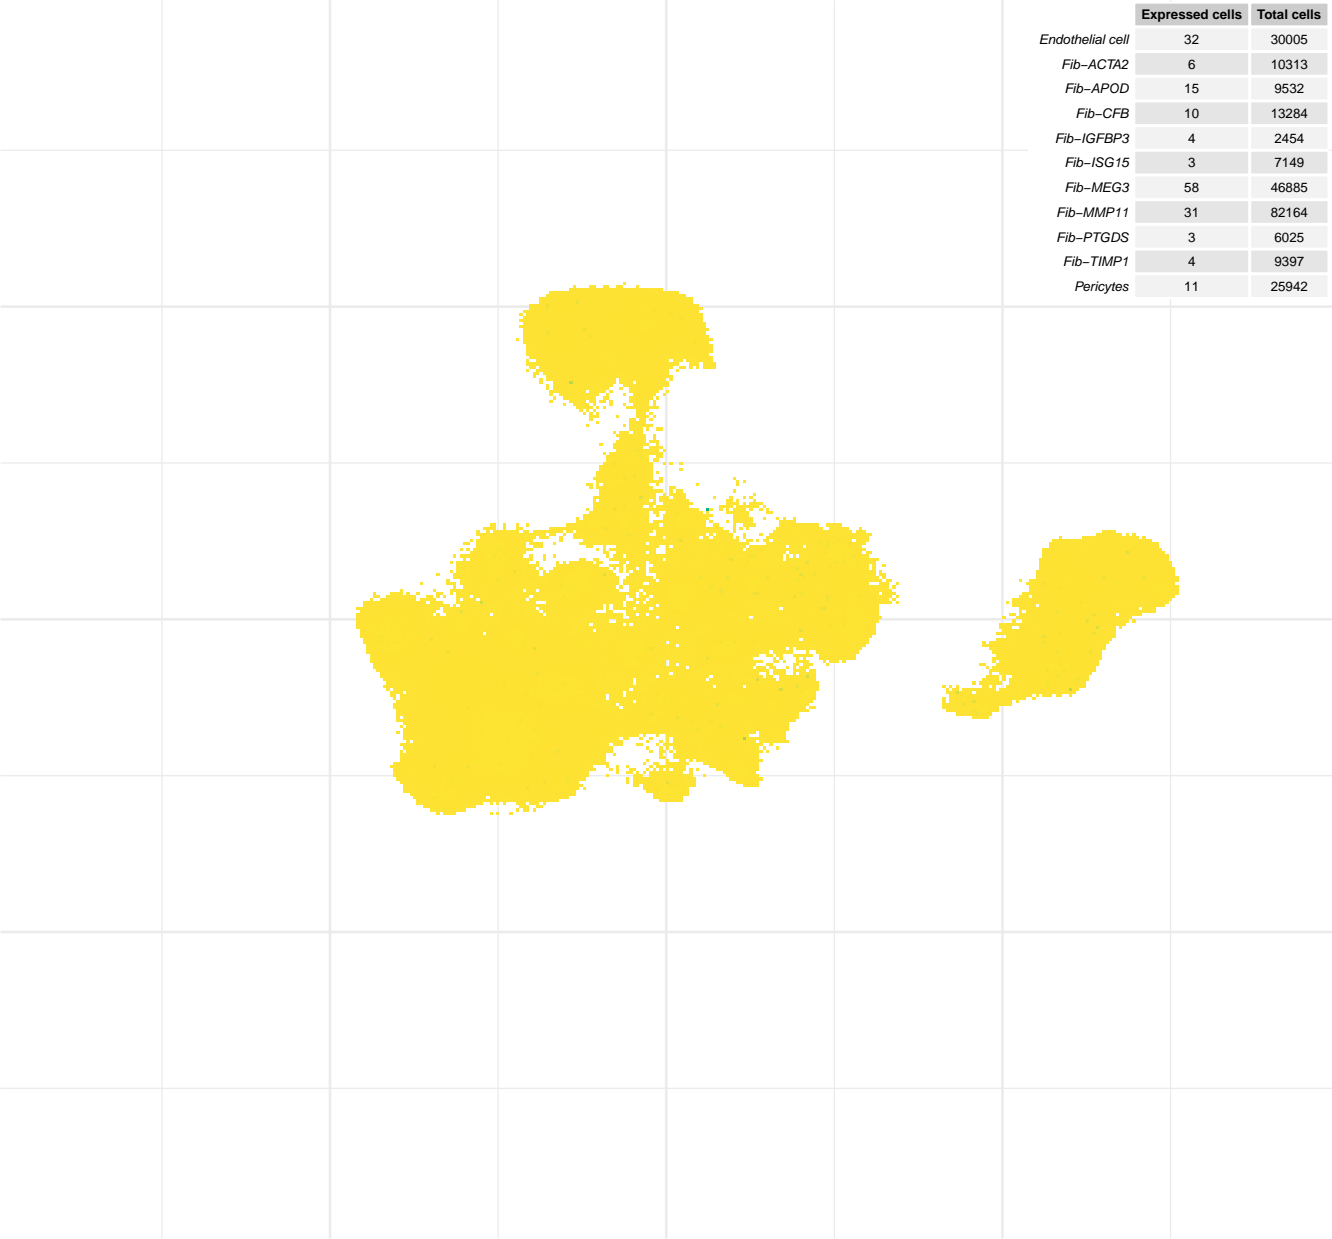 Expressed cells Total cells
Endothelial cell 32 30005
Fib−ACTA2 6 10313
Fib−APOD 15 9532
Fib−CFB 10 13284
Fib−IGFBP3 4 2454
Fib−ISG15 3 7149
Fib−MEG3 58 46885
Fib−MMP11 31 82164
Fib−PTGDS 3 6025
Fib−TIMP1 4 9397
Pericytes 11 25942